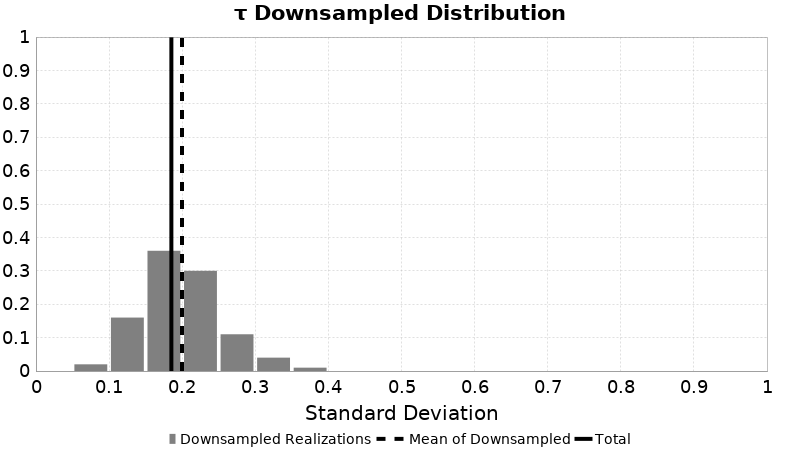 τ Downsampled Distribution
1
0.9
0.8
0.7
0.6
0.5
0.4
0.3
0.2
0.1
0
0 0.1 0.2 0.3 0.4 0.5 0.6 0.7 0.8 0.9 1
Standard Deviation
Downsampled Realizations Mean of Downsampled Total